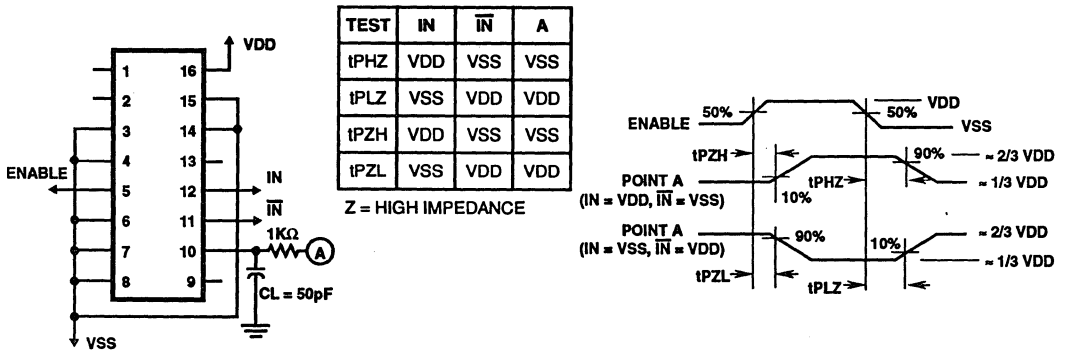 VDD
1 16
2 15
3 14
4 13
ENABLE 5 12 IN
6 11 IN
7 10 1KΩ A
8 9
CL = 50pF
VSS
TEST IN IN A
tPHZ VDD VSS VSS
tPLZ VSS VDD VDD
tPZH VDD VSS VSS
tPZL VSS VDD VDD
Z = HIGH IMPEDANCE
ENABLE 50% 50% VDD
VSS
tPZH 90% ≈ 2/3 VDD
POINT A tPHZ ≈ 1/3 VDD
(IN = VDD, IN = VSS) 10%
POINT A 90% 10% ≈ 2/3 VDD
(IN = VSS, IN = VDD) ≈ 1/3 VDD
tPZL tPLZ